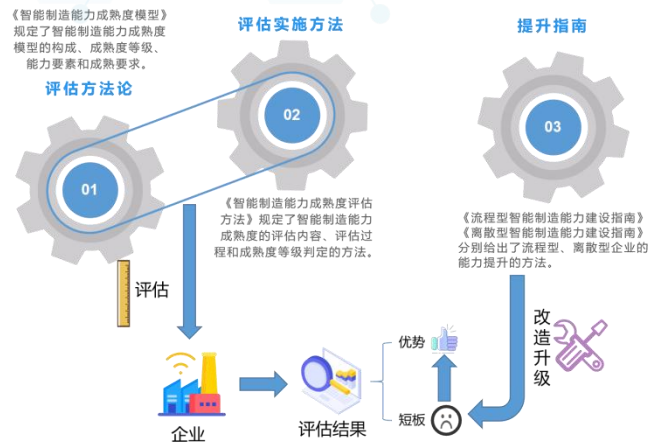 《智能制造能力成熟度模型》
规定了智能制造能力成熟度
模型的构成、成熟度等级、
能力要素和成熟要求。
评估方法论
01
评估实施方法
02
《智能制造能力成熟度评估
方法》规定了智能制造能力
成熟度的评估内容、评估过
程和成熟度等级判定的方法。
提升指南
03
《流程型智能制造能力建设指南》
《离散型智能制造能力建设指南》
分别给出了流程型、离散型企业的
能力提升的方法。
评估
企业
评估结果
优势
短板
改造升级